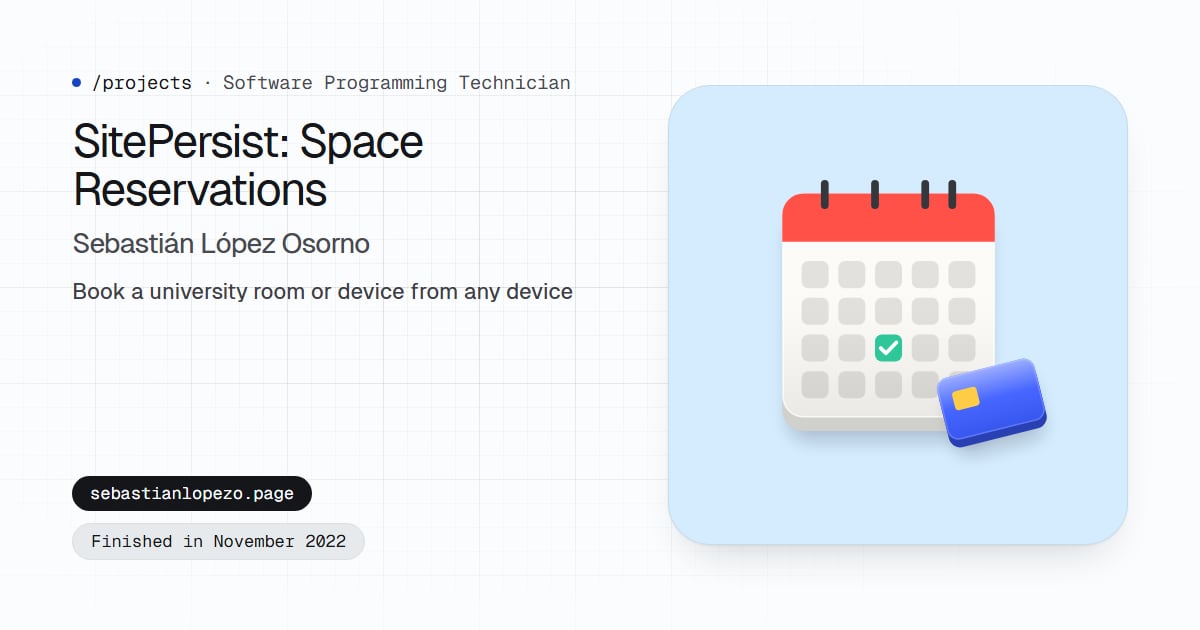 /projects · Software Programming Technician
SitePersist: Space
Reservations
Sebastián López Osorno
Book a university room or device from any device
sebastianlopezo.page
Finished in November 2022